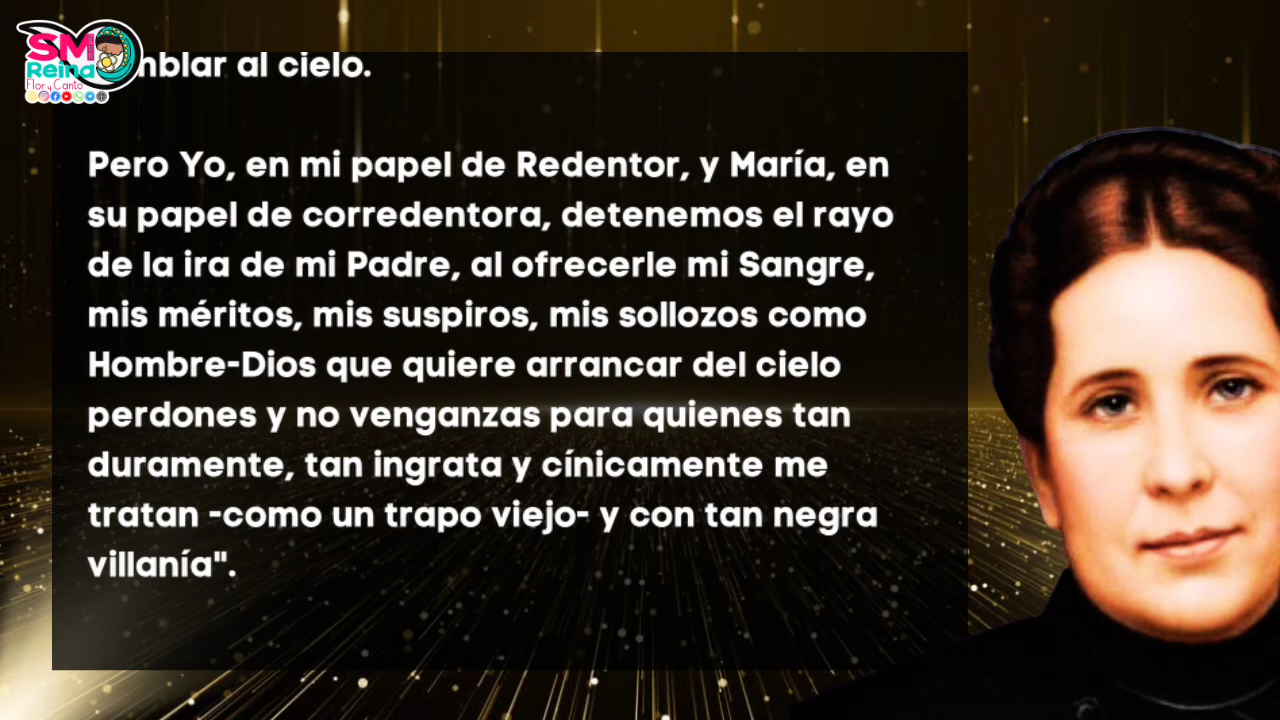 SM
Reina
Flor y Canto
mblar al cielo.
Pero Yo, en mi papel de Redentor, y María, en
su papel de corredentora, detenemos el rayo
de la ira de mi Padre, al ofrecerle mi Sangre,
mis méritos, mis suspiros, mis sollozos como
Hombre-Dios que quiere arrancar del cielo
perdones y no venganzas para quienes tan
duramente, tan ingrata y cínicamente me
tratan -como un trapo viejo- y con tan negra
villanía".